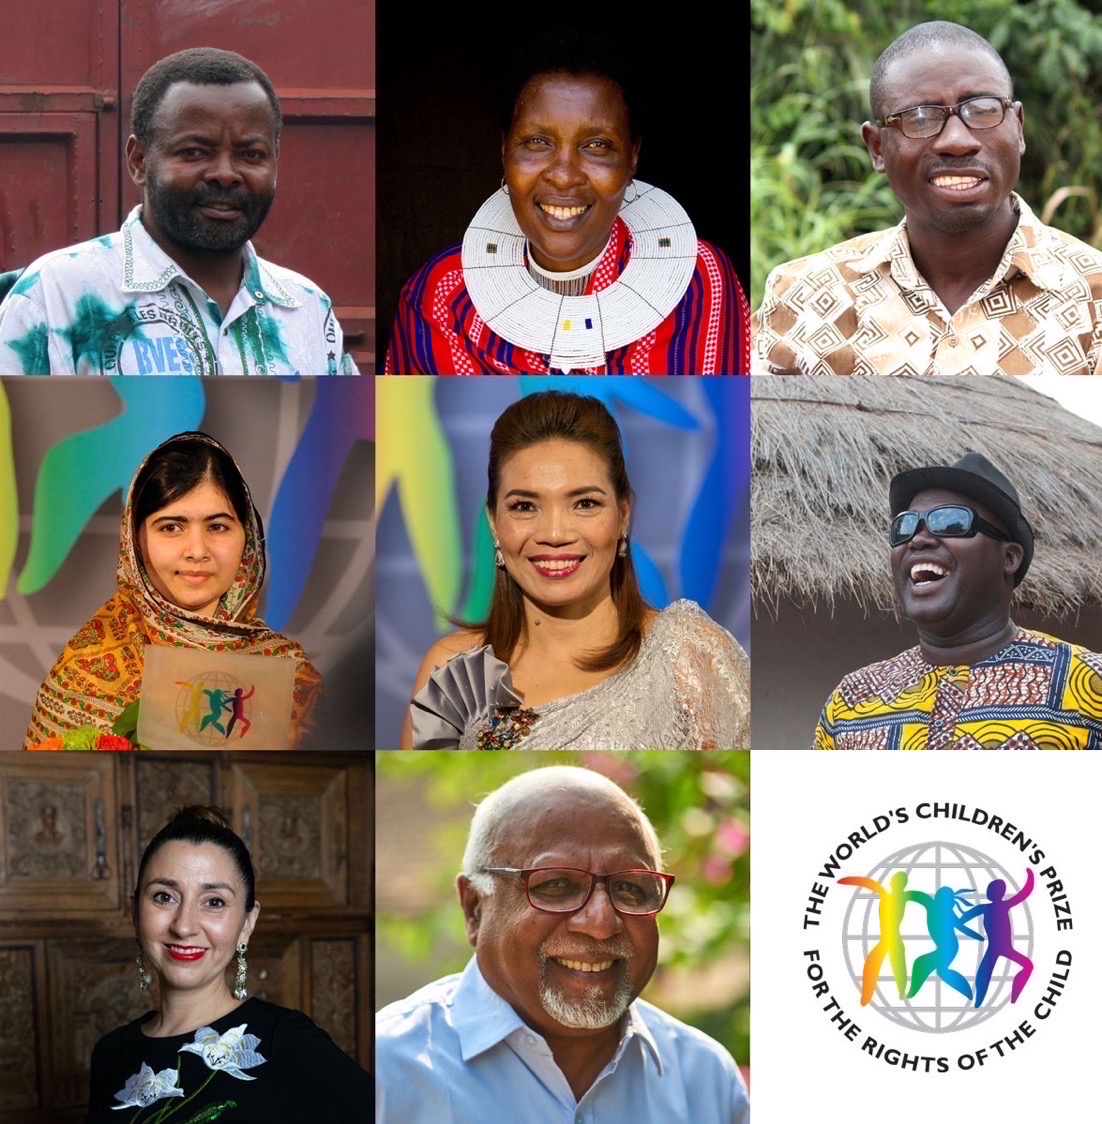 BVES
THE WORLD'S CHILDREN'S PRIZE
FOR THE RIGHTS OF THE CHILD